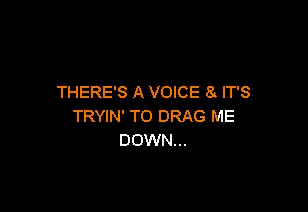 THERE'S A VOICE & IT'S
TRYIN' TO DRAG ME
DOWN...